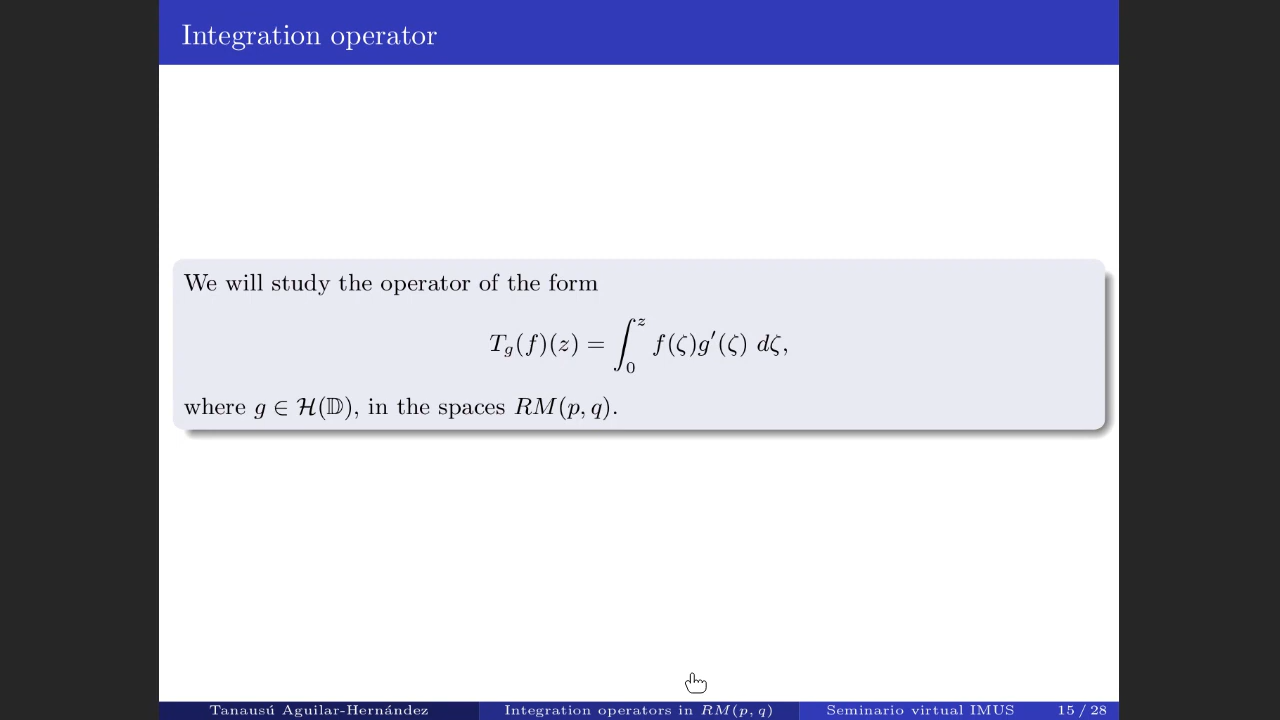 Integration operator
We will study the operator of the form
T_g(f)(z) = ∫_0^z f(ζ)g′(ζ) dζ,
where g ∈ ℋ(𝔻), in the spaces RM(p, q).
Tanausú Aguilar-Hernández Integration operators in RM(p, q) Seminario virtual IMUS 15 / 28